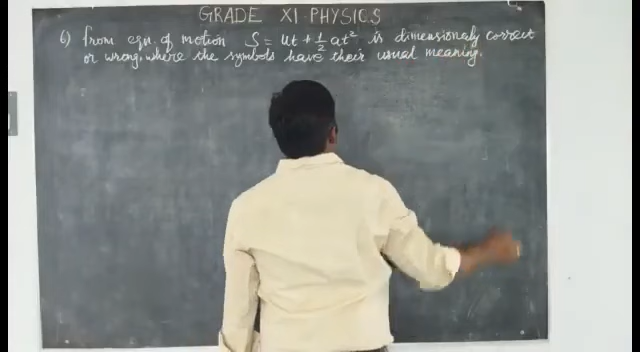 GRADE XI PHYSICS
6) from eqn. of motion S = ut + 1/2 at² is dimensionaly correct
or wrong, where the symbols have their usual meaning.